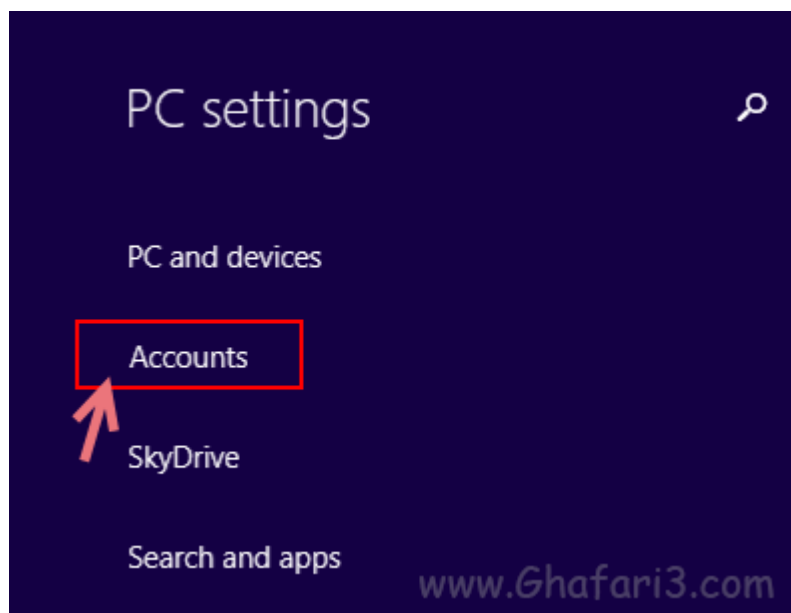 PC settings
PC and devices
Accounts
SkyDrive
Search and apps
www.Ghafari3.com